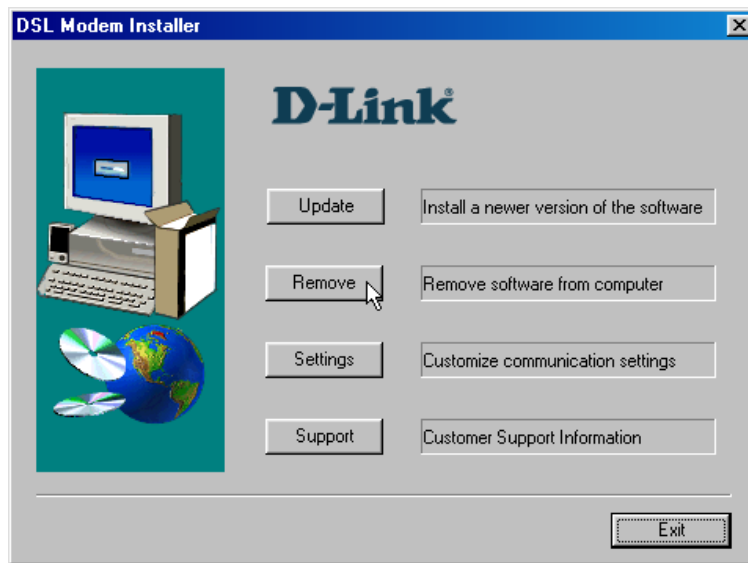 DSL Modem Installer
D-Link
Update
Install a newer version of the software
Remove
Remove software from computer
Settings
Customize communication settings
Support
Customer Support Information
Exit